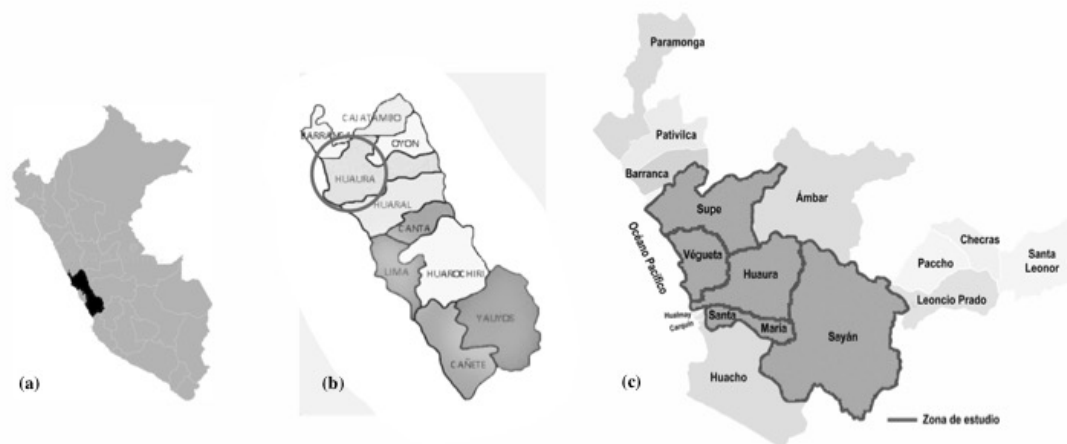 (a)
CAJATAMBO
BARRANCA
OYON
HUAURA
HUARAL
CANTA
LIMA
HUAROCHIRI
YAUYOS
CAÑETE
(b)
Paramonga
Pativilca
Barranca
Supe
Ámbar
Végueta
Huaura
Océano Pacífico
Checras
Paccho
Santa
Leonor
Leoncio Prado
Hualmay
Carquín
Santa
María
Sayán
Huacho
(c)
Zona de estudio